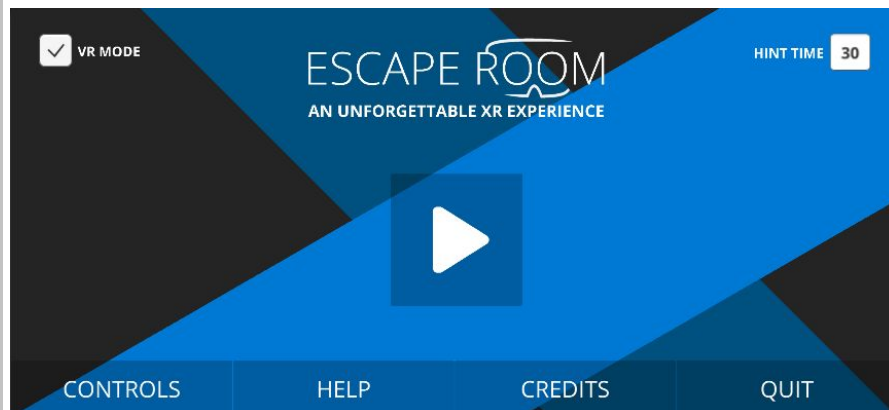 VR MODE
ESCAPE ROOM
HINT TIME 30
AN UNFORGETTABLE XR EXPERIENCE
CONTROLS HELP CREDITS QUIT